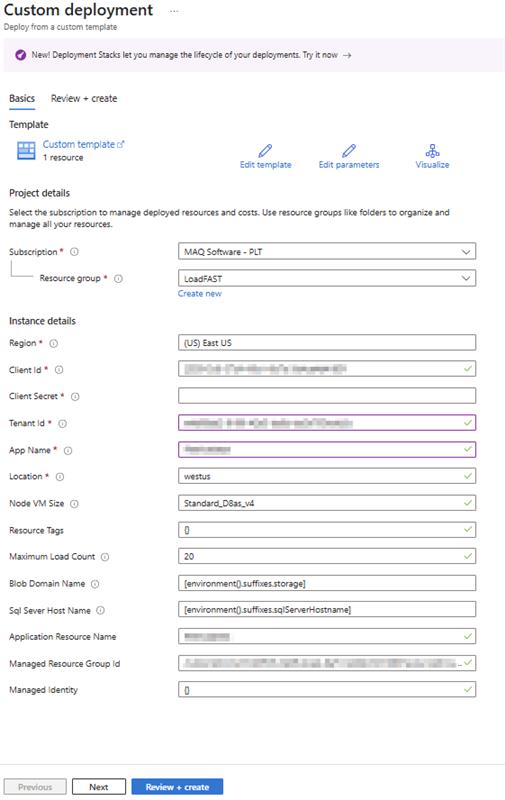 Custom deployment ...
Deploy from a custom template
New! Deployment Stacks let you manage the lifecycle of your deployments. Try it now →
Basics Review + create
Template
Custom template
1 resource
Edit template Edit parameters Visualize
Project details
Select the subscription to manage deployed resources and costs. Use resource groups like folders to organize and
manage all your resources.
Subscription * MAQ Software - PLT
Resource group * LoadFAST
Create new
Instance details
Region * (US) East US
Client Id *
Client Secret *
Tenant Id *
App Name *
Location * westus
Node VM Size Standard_D8as_v4
Resource Tags {}
Maximum Load Count 20
Blob Domain Name [environment().suffixes.storage]
Sql Sever Host Name [environment().suffixes.sqlServerHostname]
Application Resource Name
Managed Resource Group Id
Managed Identity {}
Previous Next Review + create